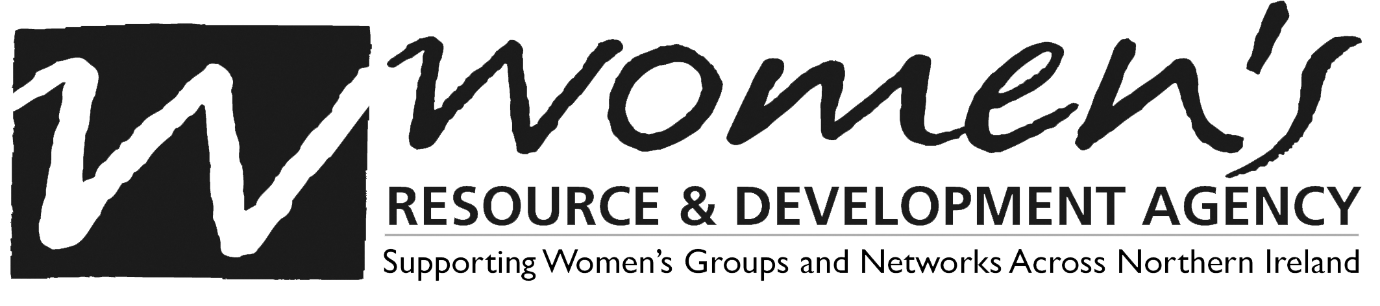 W
women's
RESOURCE & DEVELOPMENT AGENCY
Supporting Women's Groups and Networks Across Northern Ireland